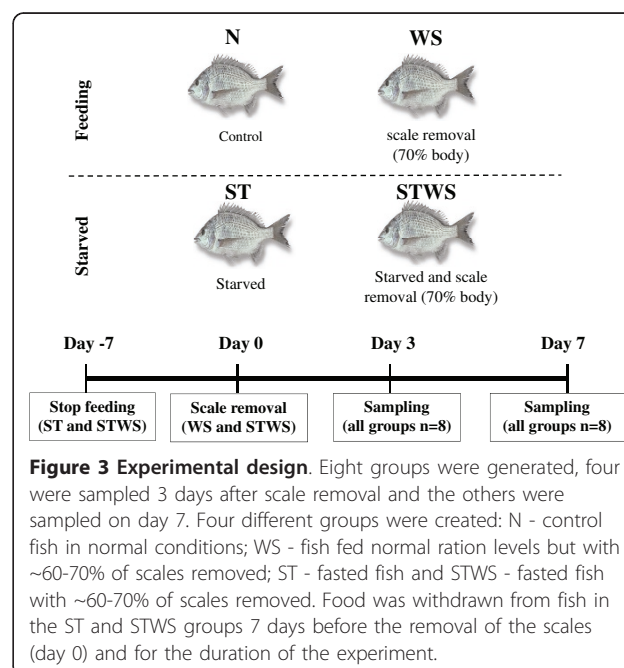 N
WS
Feeding
Control
scale removal
(70% body)
ST
STWS
Starved
Starved
Starved and scale
removal (70% body)
Day -7
Day 0
Day 3
Day 7
Stop feeding
(ST and STWS)
Scale removal
(WS and STWS)
Sampling
(all groups n=8)
Sampling
(all groups n=8)
Figure 3 Experimental design. Eight groups were generated, four
were sampled 3 days after scale removal and the others were
sampled on day 7. Four different groups were created: N - control
fish in normal conditions; WS - fish fed normal ration levels but with
~60-70% of scales removed; ST - fasted fish and STWS - fasted fish
with ~60-70% of scales removed. Food was withdrawn from fish in
the ST and STWS groups 7 days before the removal of the scales
(day 0) and for the duration of the experiment.